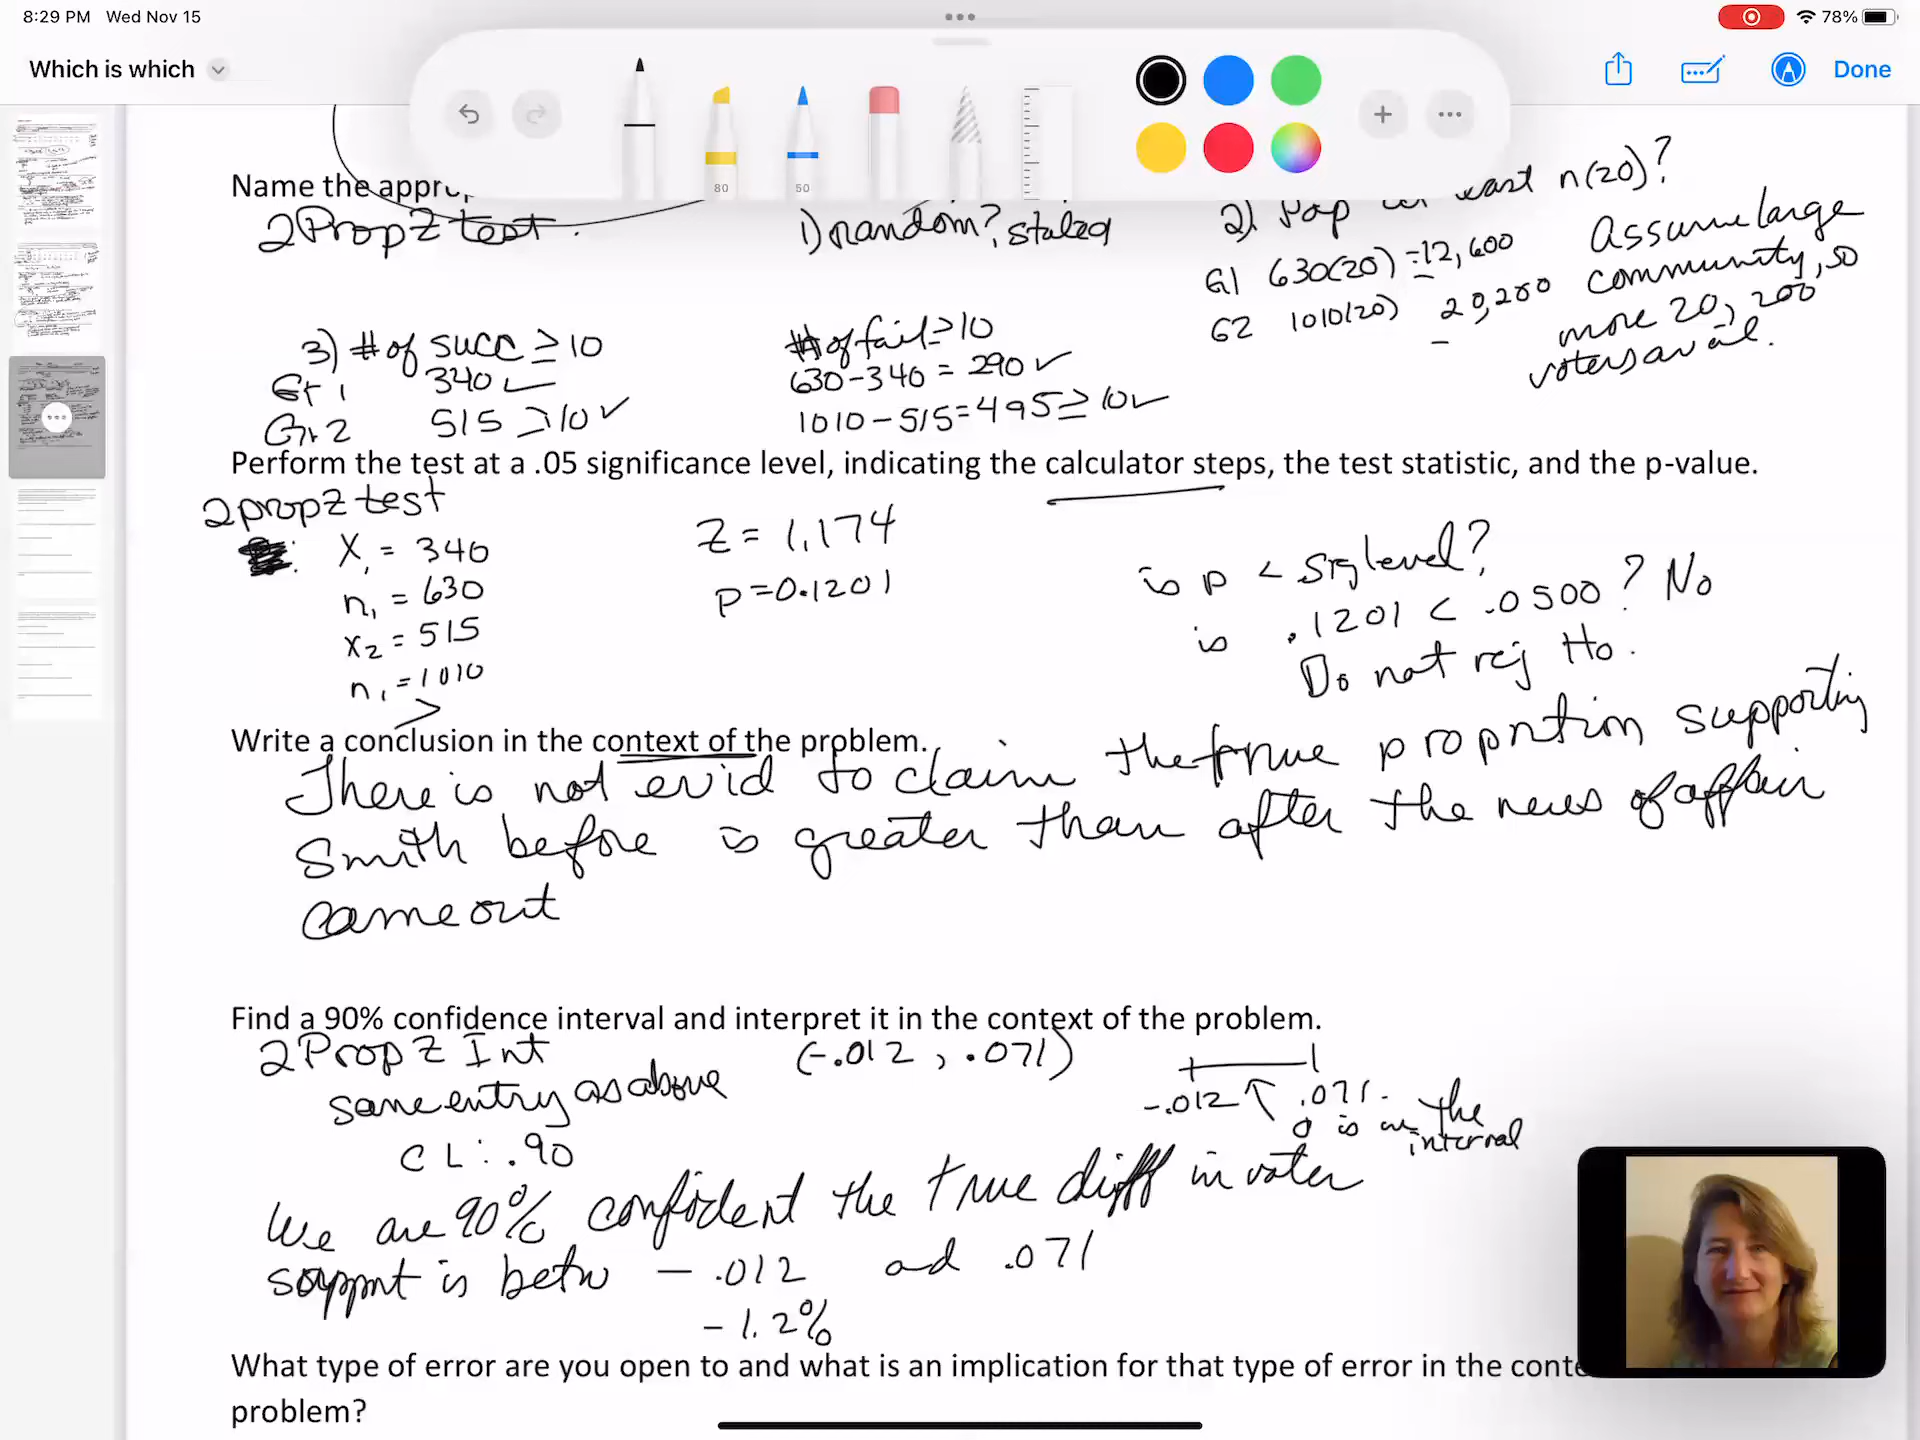 8:29 PM Wed Nov 15
78%
Which is which
Done
80
50
Name the appro
2PropZ test.
1) random?, stated
2). Pop at least n(20)?
G1 630(20) = 12,600
G2 1010(20) = 20,200
Assume large
community, so
more 20,200
voters avail.
3) # of succ ≥ 10
Gr 1 340 ✓
Gr 2 515 ≥ 10 ✓
# of fail ≥ 10
630 - 340 = 290 ✓
1010 - 515 = 495 ≥ 10 ✓
Perform the test at a .05 significance level, indicating the calculator steps, the test statistic, and the p-value.
2propZ test
X₁ = 340
n₁ = 630
x₂ = 515
n₁ = 1010
>
Z = 1.174
p = 0.1201
is p < sig level?
is .1201 < .0500? No
Do not rej Ho.
Write a conclusion in the context of the problem.
There is not evid to claim the true proportion supporting
Smith before is greater than after the news of affair
came out
Find a 90% confidence interval and interpret it in the context of the problem.
2PropZ Int
(-.012, .071)
same entry as above
CL: .90
-.012 .071.
0 is in the
interval
We are 90% confident the true diff in voter
support is betw -.012 and .071
-1.2%
What type of error are you open to and what is an implication for that type of error in the conte
problem?